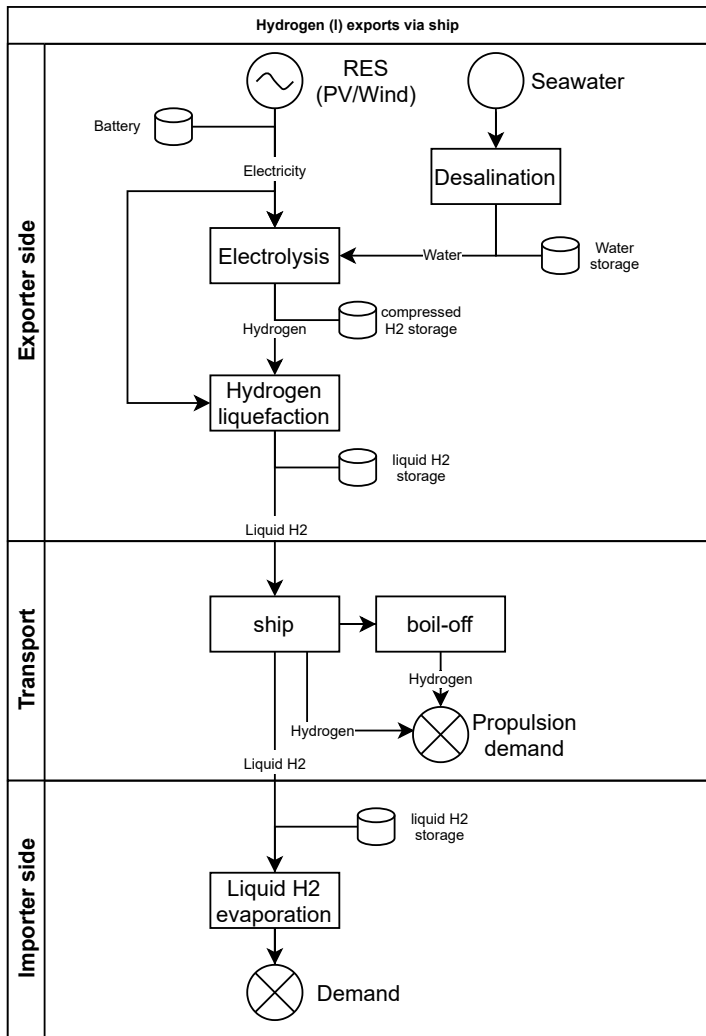 Hydrogen (l) exports via ship
Exporter side
RES
(PV/Wind)
Seawater
Battery
Electricity
Desalination
Electrolysis
Water
Water
storage
compressed
H2 storage
Hydrogen
Hydrogen
liquefaction
liquid H2
storage
Liquid H2
Transport
ship
boil-off
Hydrogen
Hydrogen
Propulsion
demand
Liquid H2
Importer side
liquid H2
storage
Liquid H2
evaporation
Demand